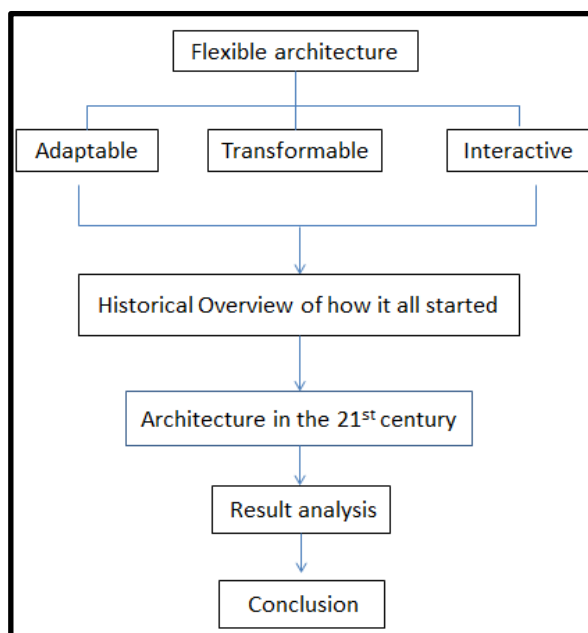 Flexible architecture
Adaptable
Transformable
Interactive
Historical Overview of how it all started
Architecture in the 21st century
Result analysis
Conclusion